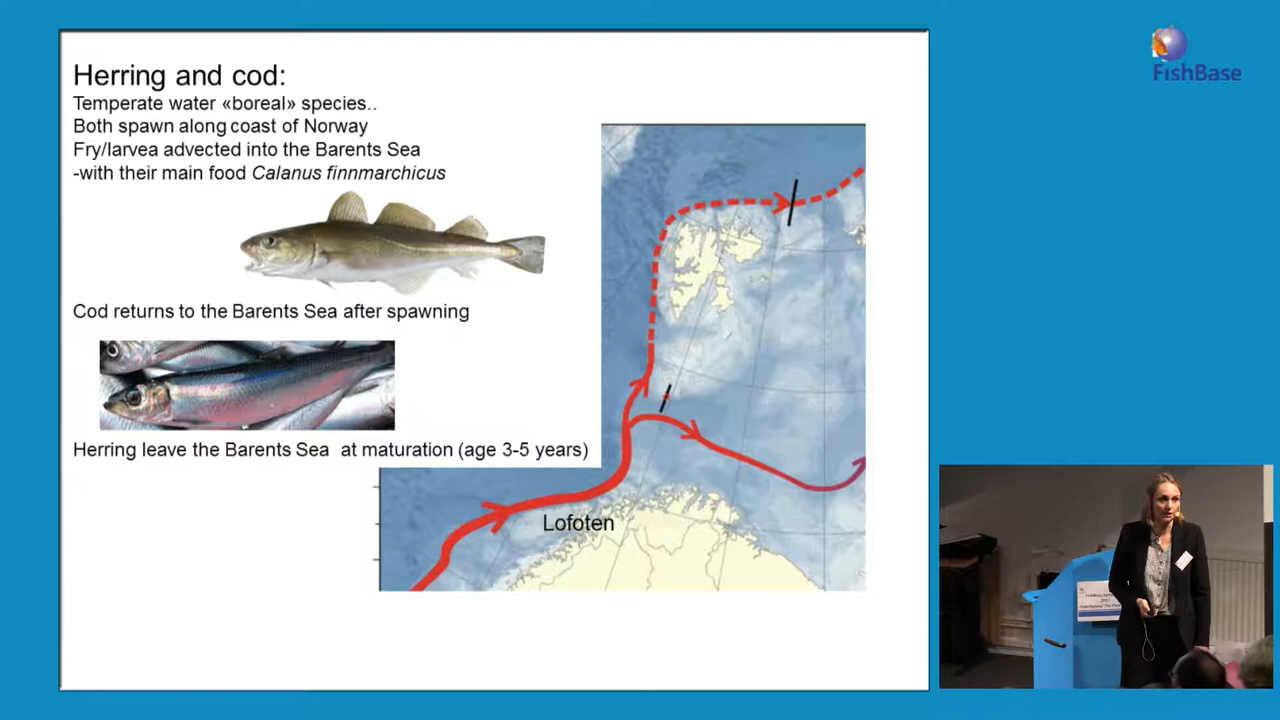 Herring and cod:
Temperate water «boreal» species..
Both spawn along coast of Norway
Fry/larvea advected into the Barents Sea
-with their main food Calanus finnmarchicus
Cod returns to the Barents Sea after spawning
Herring leave the Barents Sea at maturation (age 3-5 years)
Lofoten
FishBase
FishBase
2017